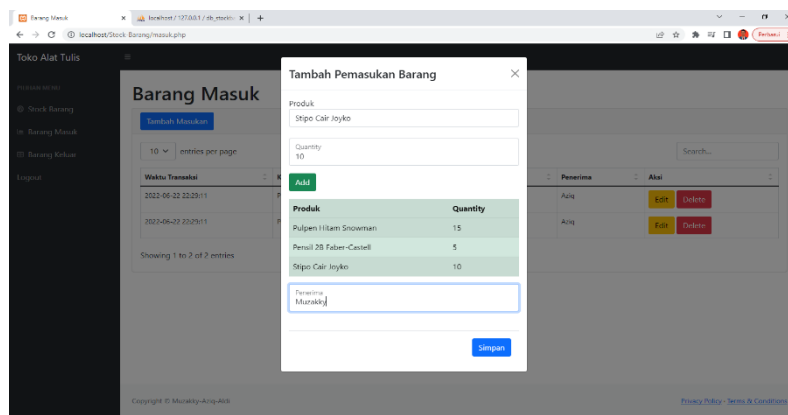 Barang Masuk
localhost / 127.0.0.1 / db_stockb
localhost/Stock-Barang/masuk.php
Perbarui
Toko Alat Tulis
Stock Barang
Barang Masuk
Barang Keluar
Logout
Barang Masuk
Tambah Masukan
10 entries per page
Search...
Waktu Transaksi
K
Penerima
Aksi
2022-06-22 22:29:11
P
Aziq
Edit
Delete
2022-06-22 22:29:11
P
Aziq
Edit
Delete
Showing 1 to 2 of 2 entries
Copyright © Muzakky-Aziq-Akli
Privacy Policy · Terms & Conditions
Tambah Pemasukan Barang
Produk
Stipo Cair Joyko
Quantity
10
Add
Produk Quantity
Pulpen Hitam Snowman 15
Pensil 2B Faber-Castell 5
Stipo Cair Joyko 10
Penerima
Muzakky
Simpan